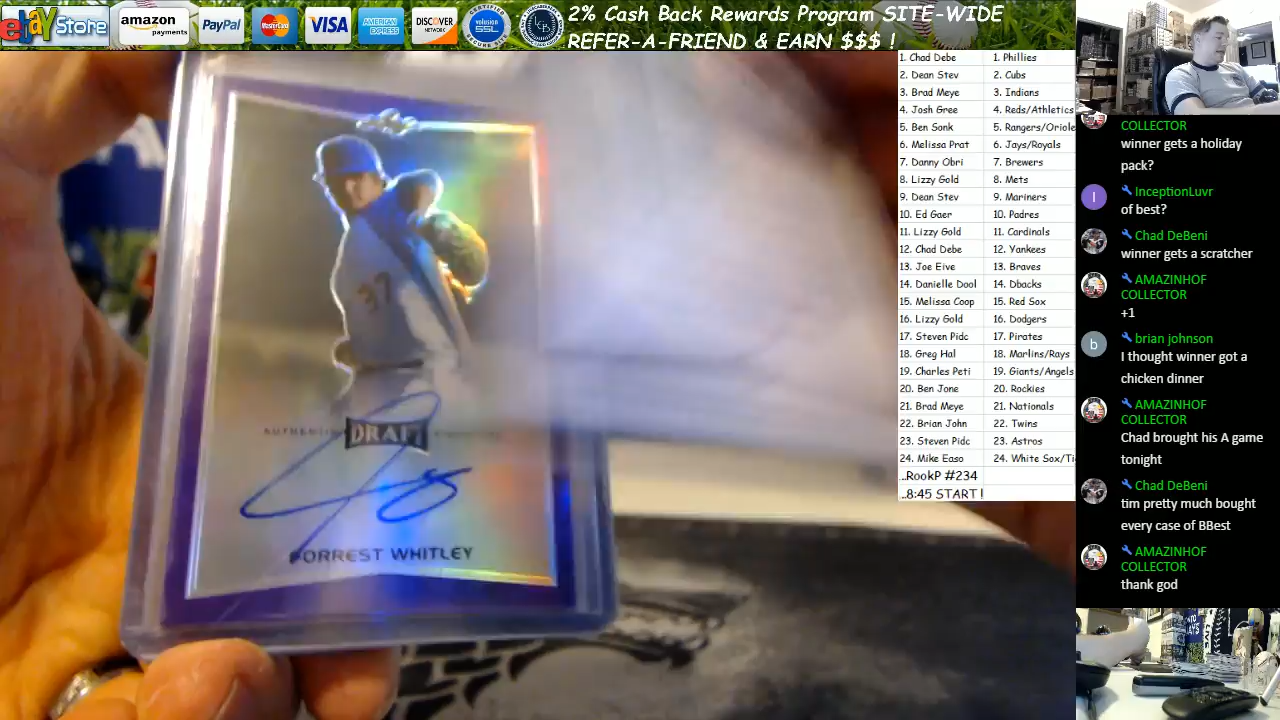 ebay Store
amazon
payments
PayPal
MasterCard
VISA
AMERICAN
EXPRESS
DISCOVER
NETWORK
volusion
SSL
2% Cash Back Rewards Program SITE-WIDE
REFER-A-FRIEND & EARN $$$ !
1. Chad Debe 1. Phillies
2. Dean Stev 2. Cubs
3. Brad Meye 3. Indians
4. Josh Gree 4. Reds/Athletics
5. Ben Sonk 5. Rangers/Oriole
6. Melissa Prat 6. Jays/Royals
7. Danny Obri 7. Brewers
8. Lizzy Gold 8. Mets
9. Dean Stev 9. Mariners
10. Ed Gaer 10. Padres
11. Lizzy Gold 11. Cardinals
12. Chad Debe 12. Yankees
13. Joe Eive 13. Braves
14. Danielle Dool 14. Dbacks
15. Melissa Coop 15. Red Sox
16. Lizzy Gold 16. Dodgers
17. Steven Pidc 17. Pirates
18. Greg Hal 18. Marlins/Rays
19. Charles Peti 19. Giants/Angels
20. Ben Jone 20. Rockies
21. Brad Meye 21. Nationals
22. Brian John 22. Twins
23. Steven Pidc 23. Astros
24. Mike Easo 24. White Sox/Ti
..RookP #234
..8:45 START !
COLLECTOR
winner gets a holiday
pack?
InceptionLuvr
of best?
Chad DeBeni
winner gets a scratcher
AMAZINHOF
COLLECTOR
+1
brian johnson
I thought winner got a
chicken dinner
AMAZINHOF
COLLECTOR
Chad brought his A game
tonight
Chad DeBeni
tim pretty much bought
every case of BBest
AMAZINHOF
COLLECTOR
thank god
37
DRAFT
FORREST WHITLEY